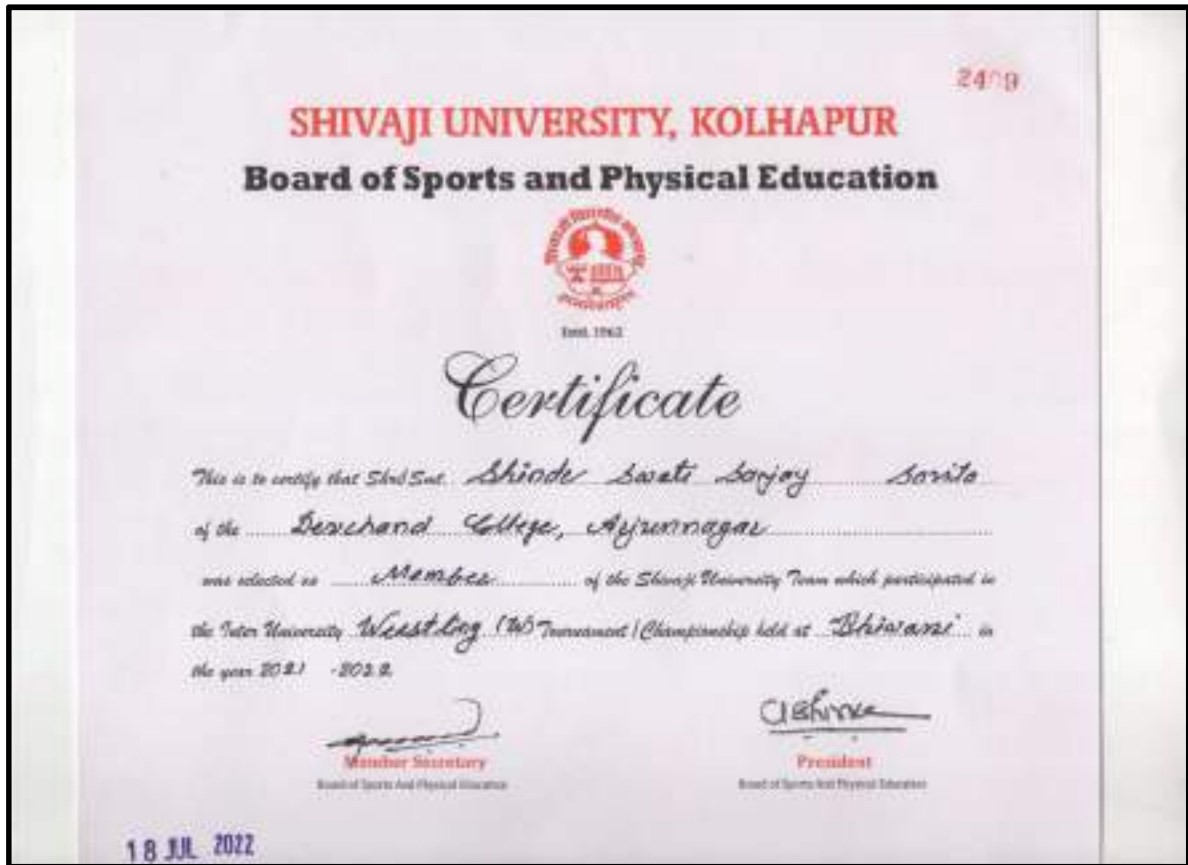 SHIVAJI UNIVERSITY, KOLHAPUR
Board of Sports and Physical Education
Estd. 1962
Certificate
This is to certify that Shri/Smt. Shinde Swati Sanjay Sarita
of the Devchand College, Arjunnagar
was selected as Member of the Shivaji University Team which participated in
the Inter University Wrestling (W) Tournament / Championship held at Bhiwani in
the year 2021 - 2022
Member Secretary
President
Board of Sports And Physical Education
Board of Sports And Physical Education
18 JUL 2022